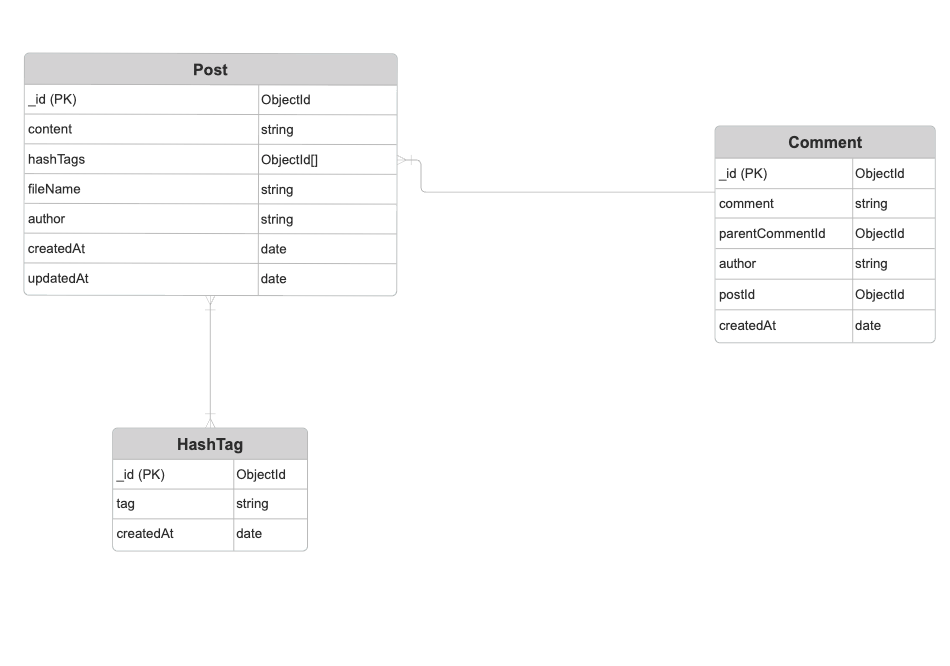 Post
_id (PK) ObjectId
content string
hashTags ObjectId[]
fileName string
author string
createdAt date
updatedAt date
Comment
_id (PK) ObjectId
comment string
parentCommentId ObjectId
author string
postId ObjectId
createdAt date
HashTag
_id (PK) ObjectId
tag string
createdAt date